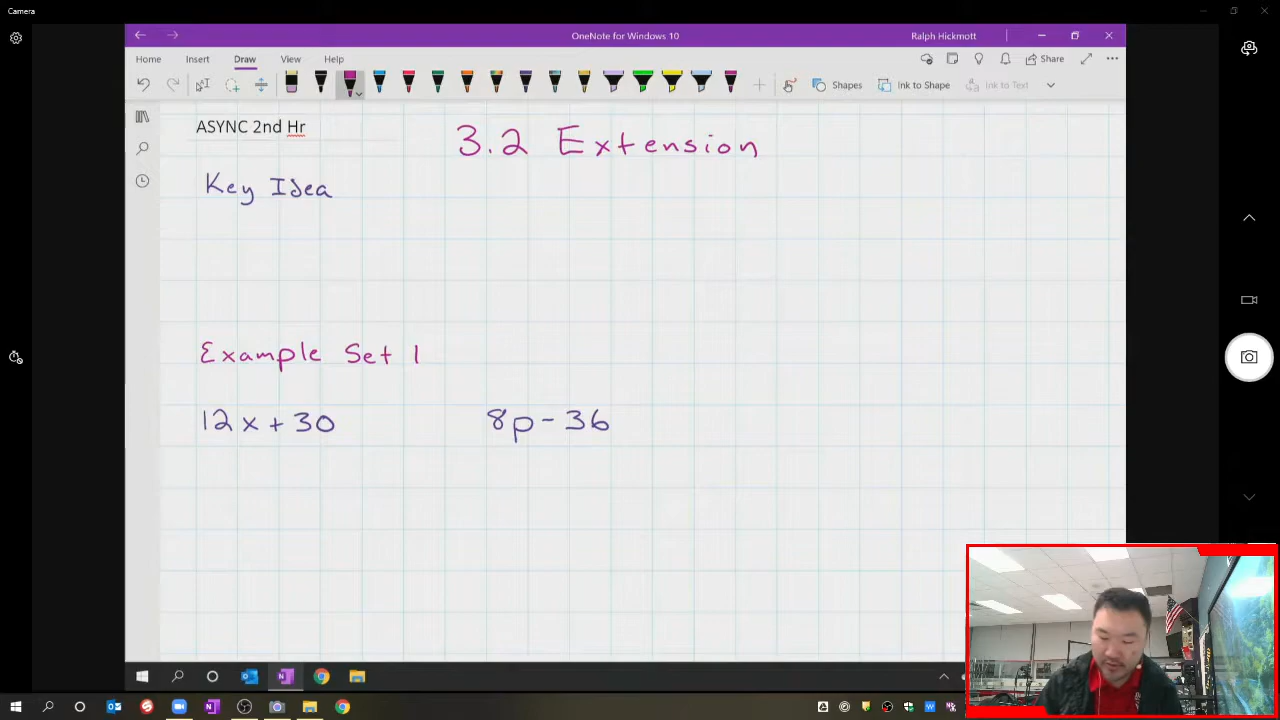 Camera
OneNote for Windows 10
Ralph Hickmott
Home Insert Draw View Help
Share
Shapes Ink to Shape Ink to Text
ASYNC 2nd Hr
3.2 Extension
Key Idea
Example Set 1
12x + 30 8p - 36